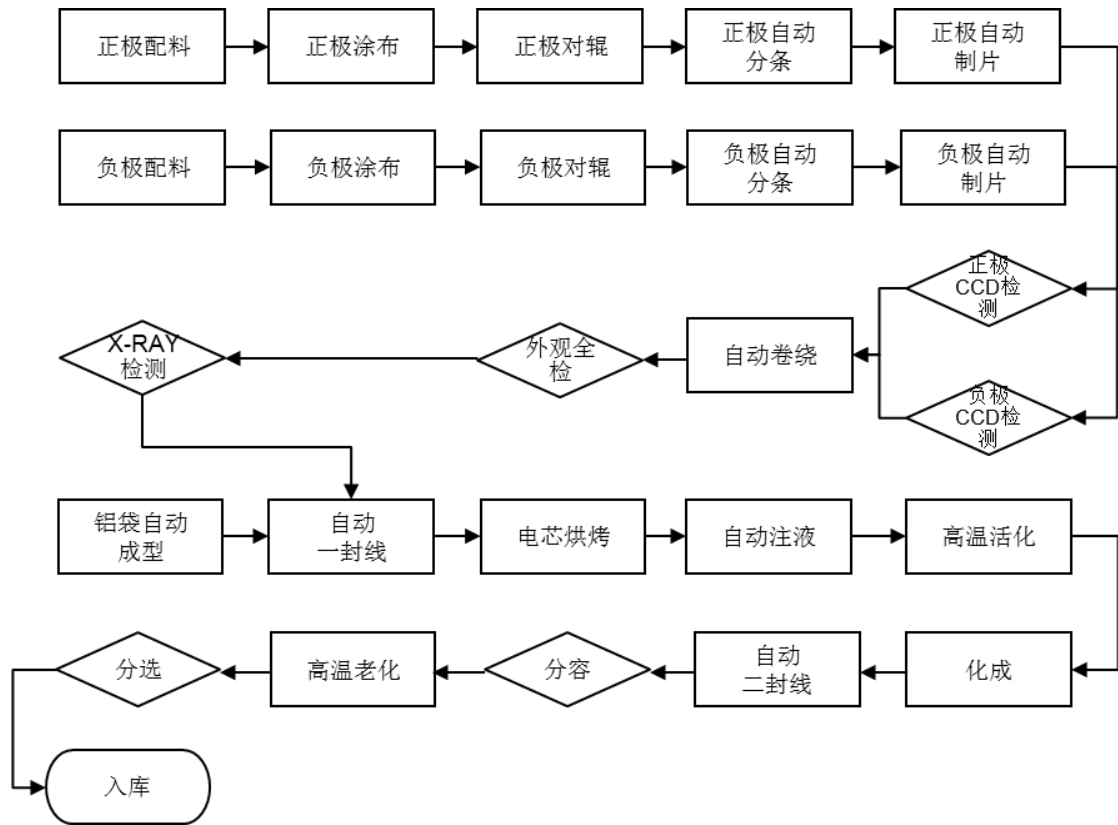 正极配料
正极涂布
正极对辊
正极自动
分条
正极自动
制片
负极配料
负极涂布
负极对辊
负极自动
分条
负极自动
制片
正极
CCD检
测
X-RAY
检测
外观全
检
自动卷绕
负极
CCD检
测
铝袋自动
成型
自动
一封线
电芯烘烤
自动注液
高温活化
分选
高温老化
分容
自动
二封线
化成
入库